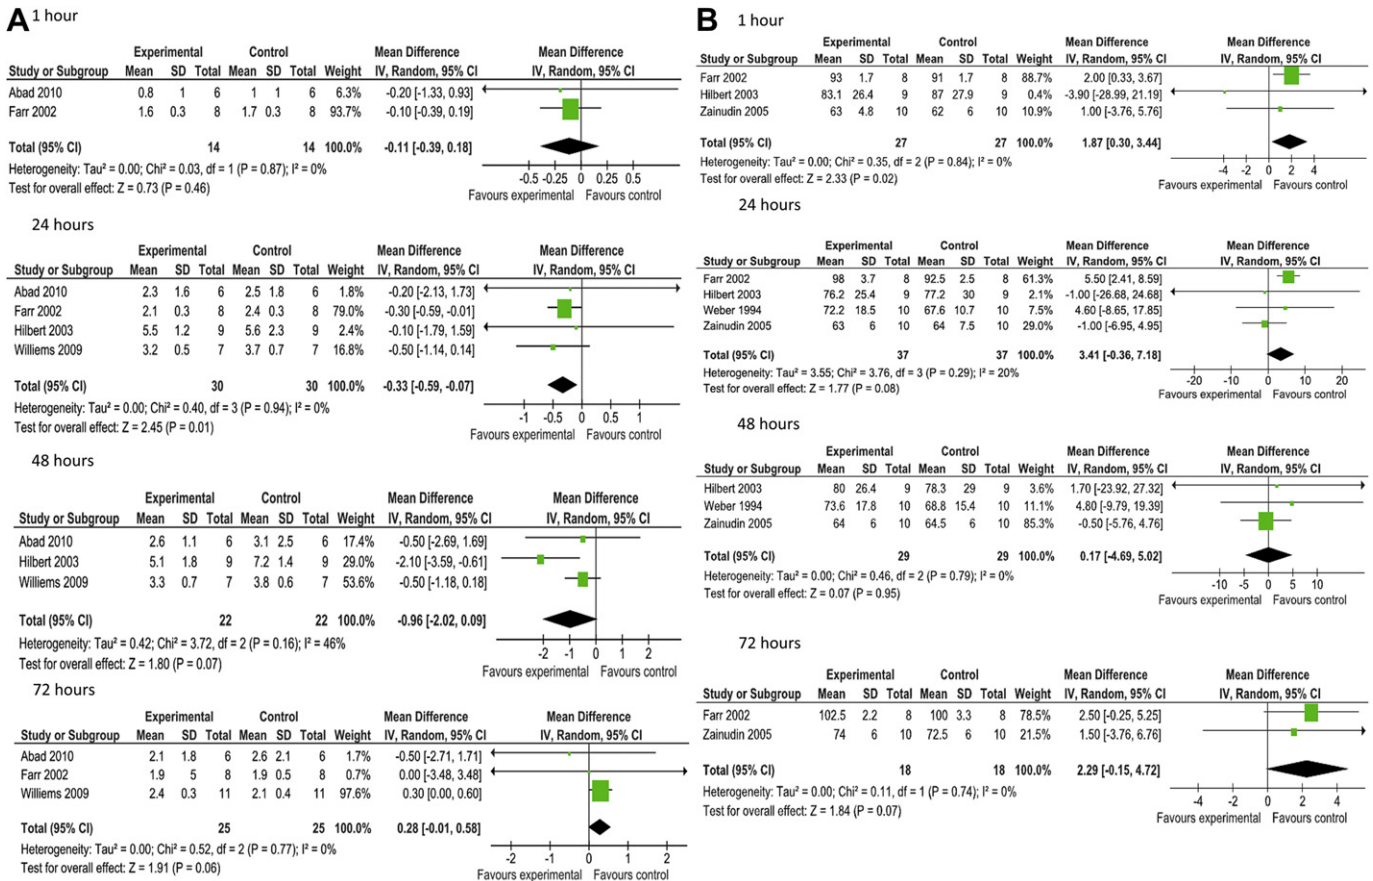 A 1 hour
Experimental Control Mean Difference Mean Difference
Study or Subgroup Mean SD Total Mean SD Total Weight IV, Random, 95% CI IV, Random, 95% CI
Abad 2010 0.8 1 6 1 1 6 6.3% -0.20 [-1.33, 0.93]
Farr 2002 1.6 0.3 8 1.7 0.3 8 93.7% -0.10 [-0.39, 0.19]
Total (95% CI) 14 14 100.0% -0.11 (-0.39, 0.18]
Heterogeneity: Tau² = 0.00; Chi² = 0.03, df = 1 (P = 0.87); I² = 0%
Test for overall effect: Z = 0.73 (P = 0.46)
-0.5 -0.25 0 0.25 0.5
Favours experimental Favours control
24 hours
Experimental Control Mean Difference Mean Difference
Study or Subgroup Mean SD Total Mean SD Total Weight IV, Random, 95% CI IV, Random, 95% CI
Abad 2010 2.3 1.6 6 2.5 1.8 6 1.8% -0.20 [-2.13, 1.73]
Farr 2002 2.1 0.3 8 2.4 0.3 8 79.0% -0.30 [-0.59, -0.01]
Hilbert 2003 5.5 1.2 9 5.6 2.3 9 2.4% -0.10 [-1.79, 1.59]
Williems 2009 3.2 0.5 7 3.7 0.7 7 16.8% -0.50 [-1.14, 0.14]
Total (95% CI) 30 30 100.0% -0.33 (-0.59, -0.07]
Heterogeneity: Tau² = 0.00; Chi² = 0.40, df = 3 (P = 0.94); I² = 0%
Test for overall effect: Z = 2.45 (P = 0.01)
-1 -0.5 0 0.5 1
Favours experimental Favours control
48 hours
Experimental Control Mean Difference Mean Difference
Study or Subgroup Mean SD Total Mean SD Total Weight IV, Random, 95% CI IV, Random, 95% CI
Abad 2010 2.6 1.1 6 3.1 2.5 6 17.4% -0.50 [-2.69, 1.69]
Hilbert 2003 5.1 1.8 9 7.2 1.4 9 29.0% -2.10 [-3.59, -0.61]
Williems 2009 3.3 0.7 7 3.8 0.6 7 53.6% -0.50 [-1.18, 0.18]
Total (95% CI) 22 22 100.0% -0.96 (-2.02, 0.09]
Heterogeneity: Tau² = 0.42; Chi² = 3.72, df = 2 (P = 0.16); I² = 46%
Test for overall effect: Z = 1.80 (P = 0.07)
-2 -1 0 1 2
Favours experimental Favours control
72 hours
Experimental Control Mean Difference Mean Difference
Study or Subgroup Mean SD Total Mean SD Total Weight IV, Random, 95% CI IV, Random, 95% CI
Abad 2010 2.1 1.8 6 2.6 2.1 6 1.7% -0.50 [-2.71, 1.71]
Farr 2002 1.9 5 8 1.9 0.5 8 0.7% 0.00 [-3.48, 3.48]
Williems 2009 2.4 0.3 11 2.1 0.4 11 97.6% 0.30 [0.00, 0.60]
Total (95% CI) 25 25 100.0% 0.28 [-0.01, 0.58]
Heterogeneity: Tau² = 0.00; Chi² = 0.52, df = 2 (P = 0.77); I² = 0%
Test for overall effect: Z = 1.91 (P = 0.06)
-2 -1 0 1 2
Favours experimental Favours control
B 1 hour
Experimental Control Mean Difference Mean Difference
Study or Subgroup Mean SD Total Mean SD Total Weight IV, Random, 95% CI IV, Random, 95% CI
Farr 2002 93 1.7 8 91 1.7 8 88.7% 2.00 [0.33, 3.67]
Hilbert 2003 83.1 26.4 9 87 27.9 9 0.4% -3.90 [-28.99, 21.19]
Zainudin 2005 63 4.8 10 62 6 10 10.9% 1.00 [-3.76, 5.76]
Total (95% CI) 27 27 100.0% 1.87 [0.30, 3.44]
Heterogeneity: Tau² = 0.00; Chi² = 0.35, df = 2 (P = 0.84); I² = 0%
Test for overall effect: Z = 2.33 (P = 0.02)
-4 -2 0 2 4
Favours experimental Favours control
24 hours
Experimental Control Mean Difference Mean Difference
Study or Subgroup Mean SD Total Mean SD Total Weight IV, Random, 95% CI IV, Random, 95% CI
Farr 2002 98 3.7 8 92.5 2.5 8 61.3% 5.50 [2.41, 8.59]
Hilbert 2003 76.2 25.4 9 77.2 30 9 2.1% -1.00 [-26.68, 24.68]
Weber 1994 72.2 18.5 10 67.6 10.7 10 7.5% 4.60 [-8.65, 17.85]
Zainudin 2005 63 6 10 64 7.5 10 29.0% -1.00 [-6.95, 4.95]
Total (95% CI) 37 37 100.0% 3.41 [-0.36, 7.18]
Heterogeneity: Tau² = 3.55; Chi² = 3.76, df = 3 (P = 0.29); I² = 20%
Test for overall effect: Z = 1.77 (P = 0.08)
-20 -10 0 10 20
Favours experimental Favours control
48 hours
Experimental Control Mean Difference Mean Difference
Study or Subgroup Mean SD Total Mean SD Total Weight IV, Random, 95% CI IV, Random, 95% CI
Hilbert 2003 80 26.4 9 78.3 29 9 3.6% 1.70 [-23.92, 27.32]
Weber 1994 73.6 17.8 10 68.8 15.4 10 11.1% 4.80 [-9.79, 19.39]
Zainudin 2005 64 6 10 64.5 6 10 85.3% -0.50 [-5.76, 4.76]
Total (95% CI) 29 29 100.0% 0.17 [-4.69, 5.02]
Heterogeneity: Tau² = 0.00; Chi² = 0.46, df = 2 (P = 0.79); I² = 0%
Test for overall effect: Z = 0.07 (P = 0.95)
-10 -5 0 5 10
Favours experimental Favours control
72 hours
Experimental Control Mean Difference Mean Difference
Study or Subgroup Mean SD Total Mean SD Total Weight IV, Random, 95% CI IV, Random, 95% CI
Farr 2002 102.5 2.2 8 100 3.3 8 78.5% 2.50 [-0.25, 5.25]
Zainudin 2005 74 6 10 72.5 6 10 21.5% 1.50 [-3.76, 6.76]
Total (95% CI) 18 18 100.0% 2.29 [-0.15, 4.72]
Heterogeneity: Tau² = 0.00; Chi² = 0.11, df = 1 (P = 0.74); I² = 0%
Test for overall effect: Z = 1.84 (P = 0.07)
-4 -2 0 2 4
Favours experimental Favours control